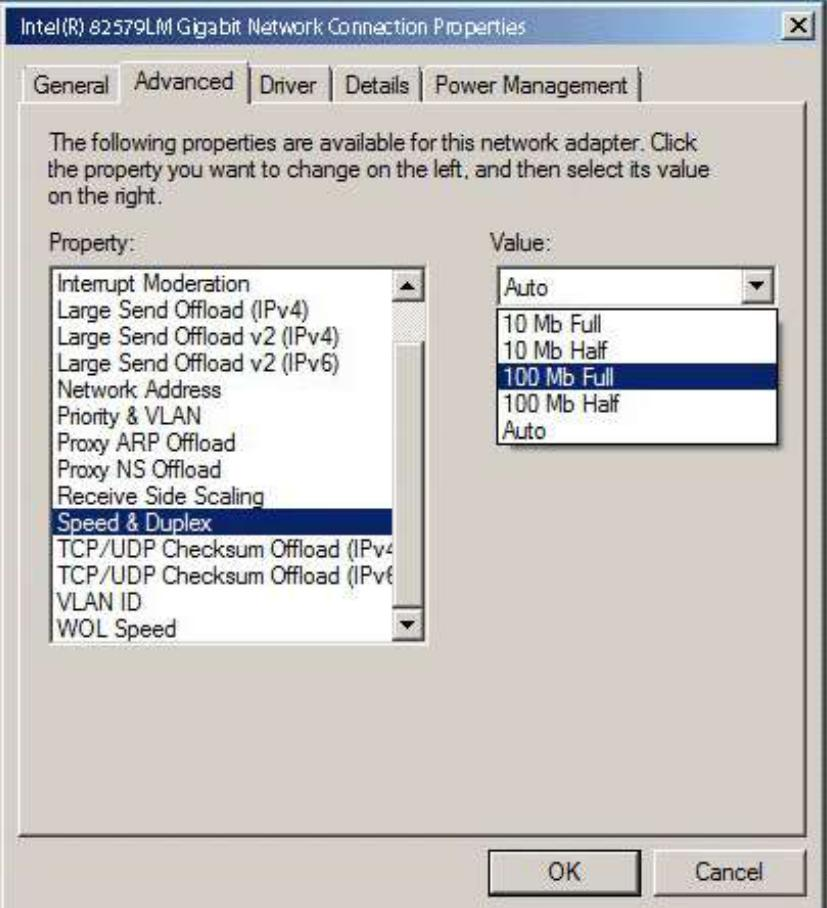 Intel(R) 82579LM Gigabit Network Connection Properties
General
Advanced
Driver
Details
Power Management
The following properties are available for this network adapter. Click
the property you want to change on the left, and then select its value
on the right.
Property:
Interrupt Moderation
Large Send Offload (IPv4)
Large Send Offload v2 (IPv4)
Large Send Offload v2 (IPv6)
Network Address
Priority & VLAN
Proxy ARP Offload
Proxy NS Offload
Receive Side Scaling
Speed & Duplex
TCP/UDP Checksum Offload (IPv4
TCP/UDP Checksum Offload (IPv6
VLAN ID
WOL Speed
Value:
Auto
10 Mb Full
10 Mb Half
100 Mb Full
100 Mb Half
Auto
OK
Cancel